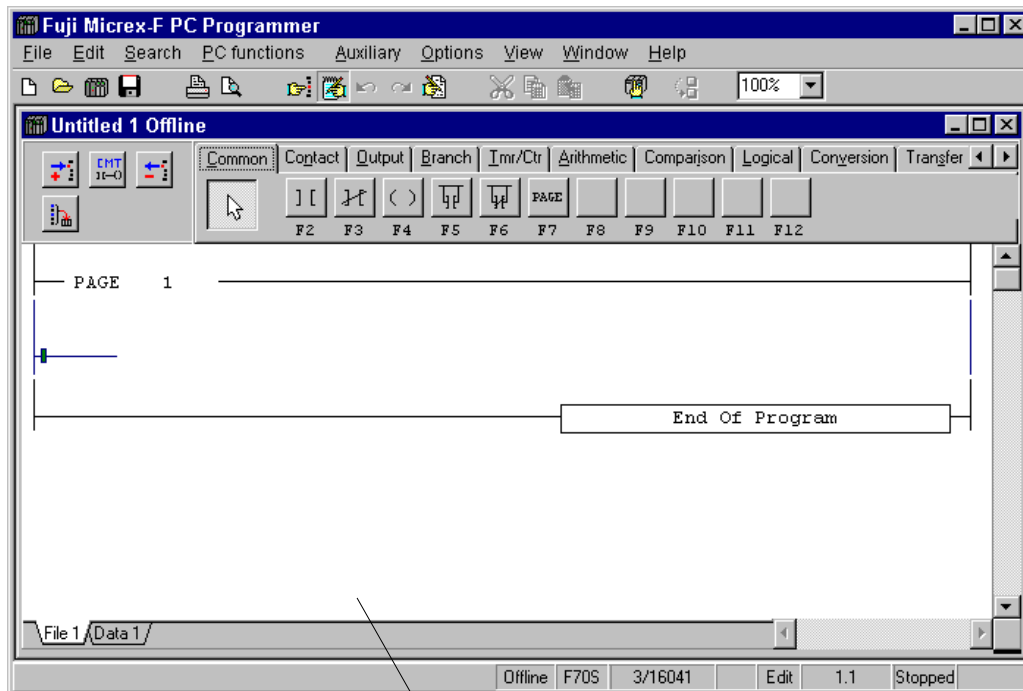 Fuji Micrex-F PC Programmer
File Edit Search PC functions Auxiliary Options View Window Help
100%
Untitled 1 Offline
CMT
Common Contact Output Branch Tmr/Ctr Arithmetic Comparison Logical Conversion Transfer
PAGE
F2 F3 F4 F5 F6 F7 F8 F9 F10 F11 F12
PAGE 1
End Of Program
File 1 Data 1
Offline F70S 3/16041 Edit 1.1 Stopped